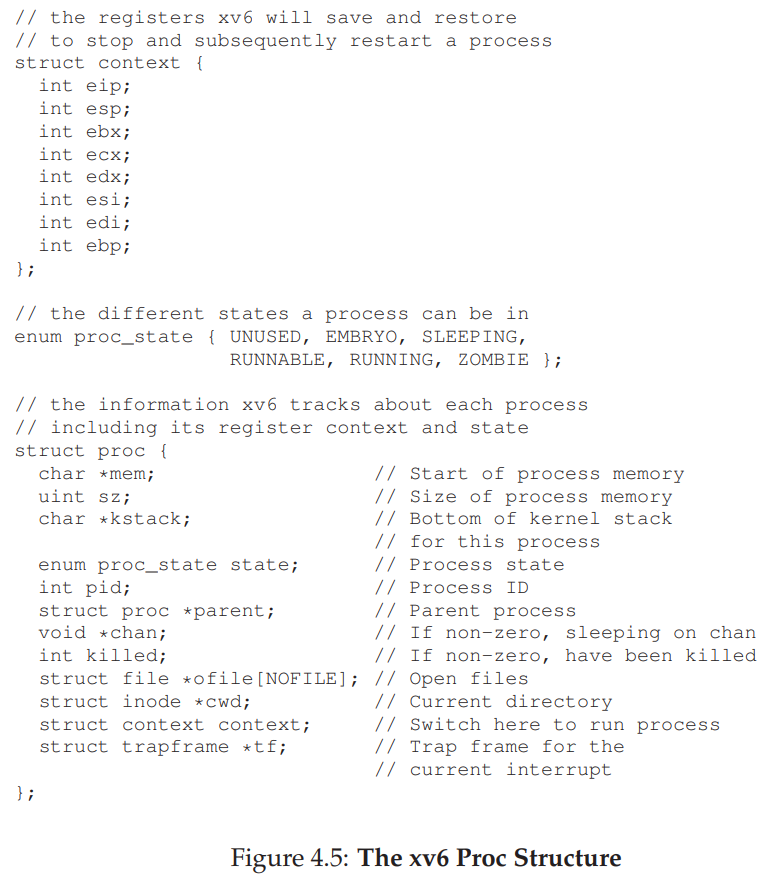 // the registers xv6 will save and restore
// to stop and subsequently restart a process
struct context {
  int eip;
  int esp;
  int ebx;
  int ecx;
  int edx;
  int esi;
  int edi;
  int ebp;
};

// the different states a process can be in
enum proc_state { UNUSED, EMBRYO, SLEEPING,
                  RUNNABLE, RUNNING, ZOMBIE };

// the information xv6 tracks about each process
// including its register context and state
struct proc {
  char *mem;                  // Start of process memory
  uint sz;                    // Size of process memory
  char *kstack;               // Bottom of kernel stack
                              // for this process
  enum proc_state state;      // Process state
  int pid;                    // Process ID
  struct proc *parent;        // Parent process
  void *chan;                 // If non-zero, sleeping on chan
  int killed;                 // If non-zero, have been killed
  struct file *ofile[NOFILE]; // Open files
  struct inode *cwd;          // Current directory
  struct context context;     // Switch here to run process
  struct trapframe *tf;       // Trap frame for the
                              // current interrupt
};

Figure 4.5: The xv6 Proc Structure